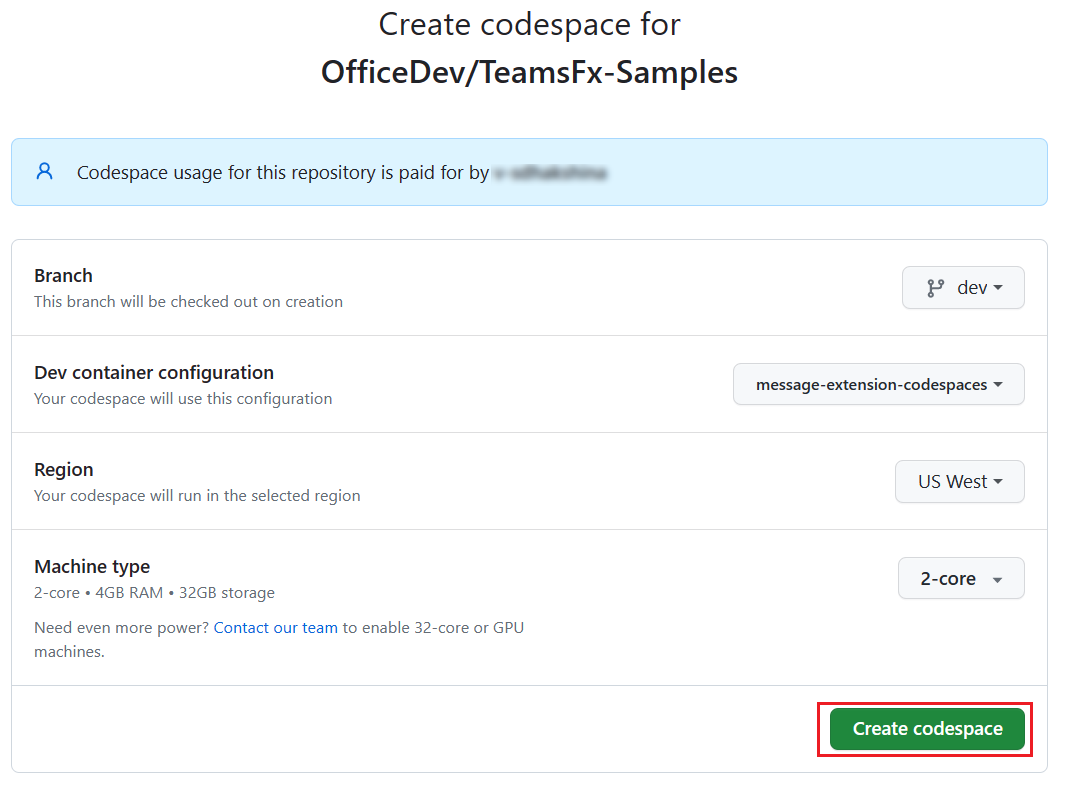 Create codespace for
OfficeDev/TeamsFx-Samples
Codespace usage for this repository is paid for by
Branch
This branch will be checked out on creation
dev
Dev container configuration
Your codespace will use this configuration
message-extension-codespaces
Region
Your codespace will run in the selected region
US West
Machine type
2-core • 4GB RAM • 32GB storage
2-core
Need even more power? Contact our team to enable 32-core or GPU
machines.
Create codespace